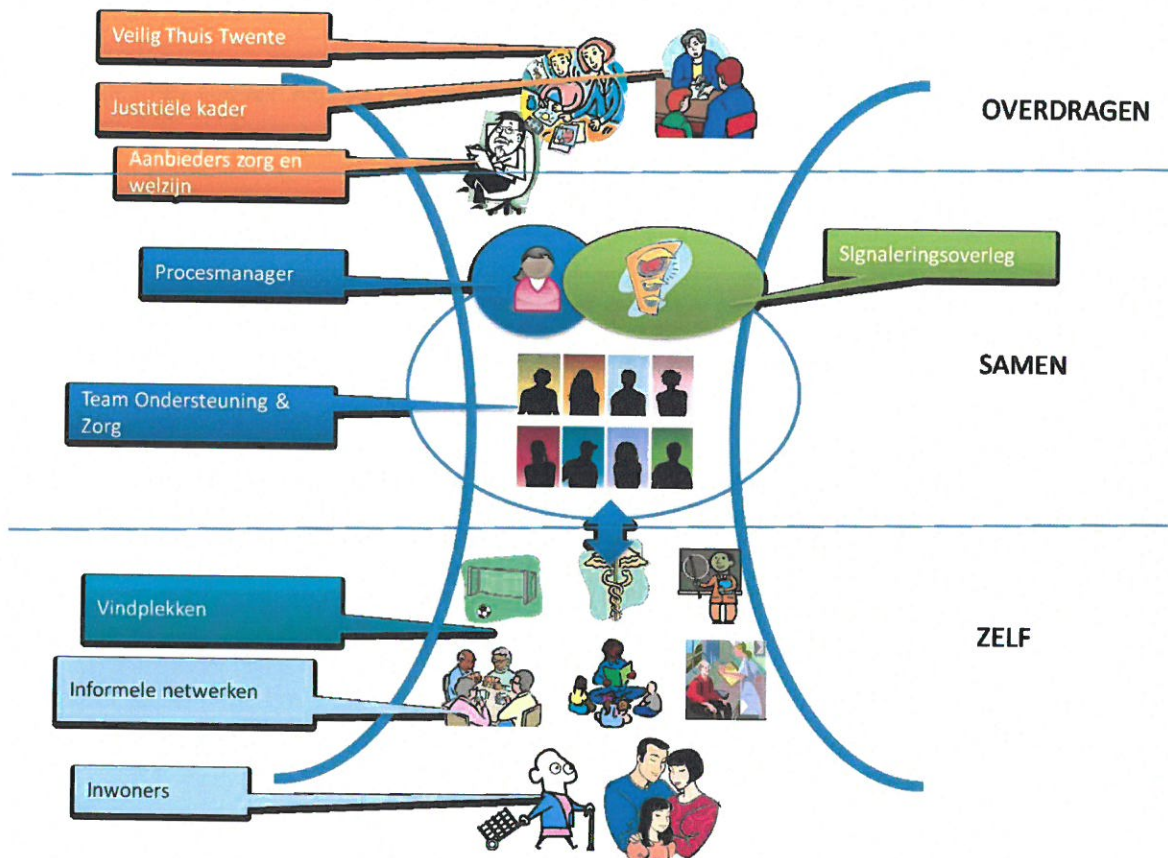 Veilig Thuis Twente
Justitiële kader
OVERDRAGEN
Aanbieders zorg en
welzijn
Procesmanager
Signaleringsoverleg
SAMEN
Team Ondersteuning &
Zorg
Vindplekken
ZELF
Informele netwerken
Inwoners